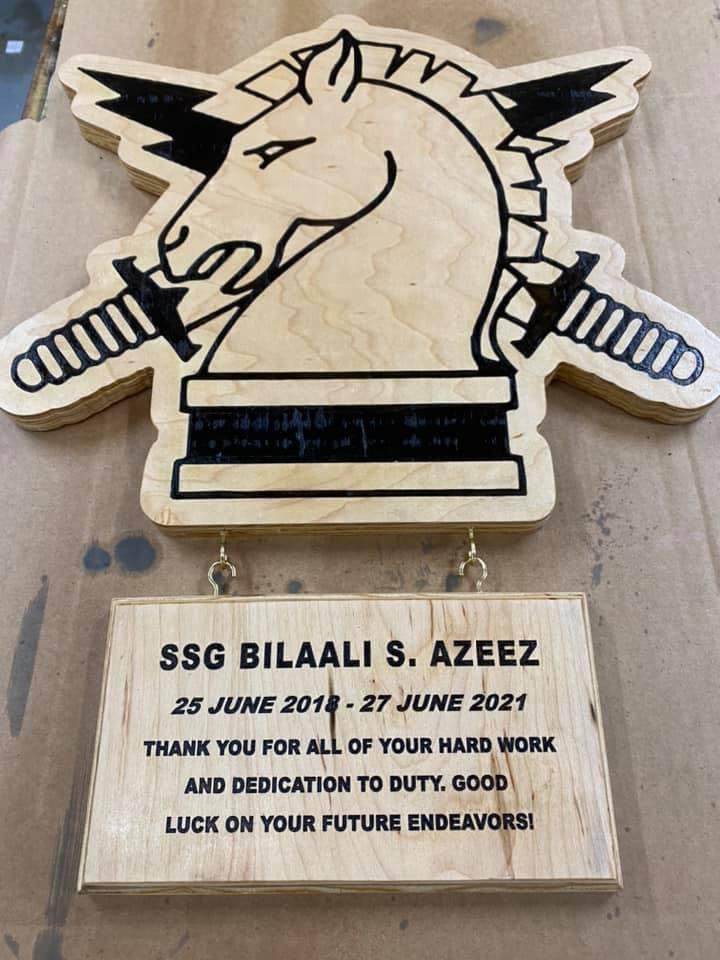 SSG BILAALI S. AZEEZ
25 JUNE 2018 - 27 JUNE 2021
THANK YOU FOR ALL OF YOUR HARD WORK
AND DEDICATION TO DUTY. GOOD
LUCK ON YOUR FUTURE ENDEAVORS!